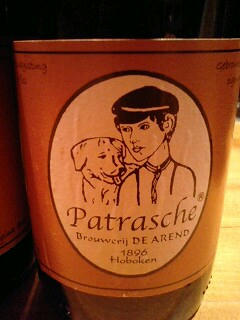 Patrasche®
Brouwerij DE AREND
1896
Hoboken